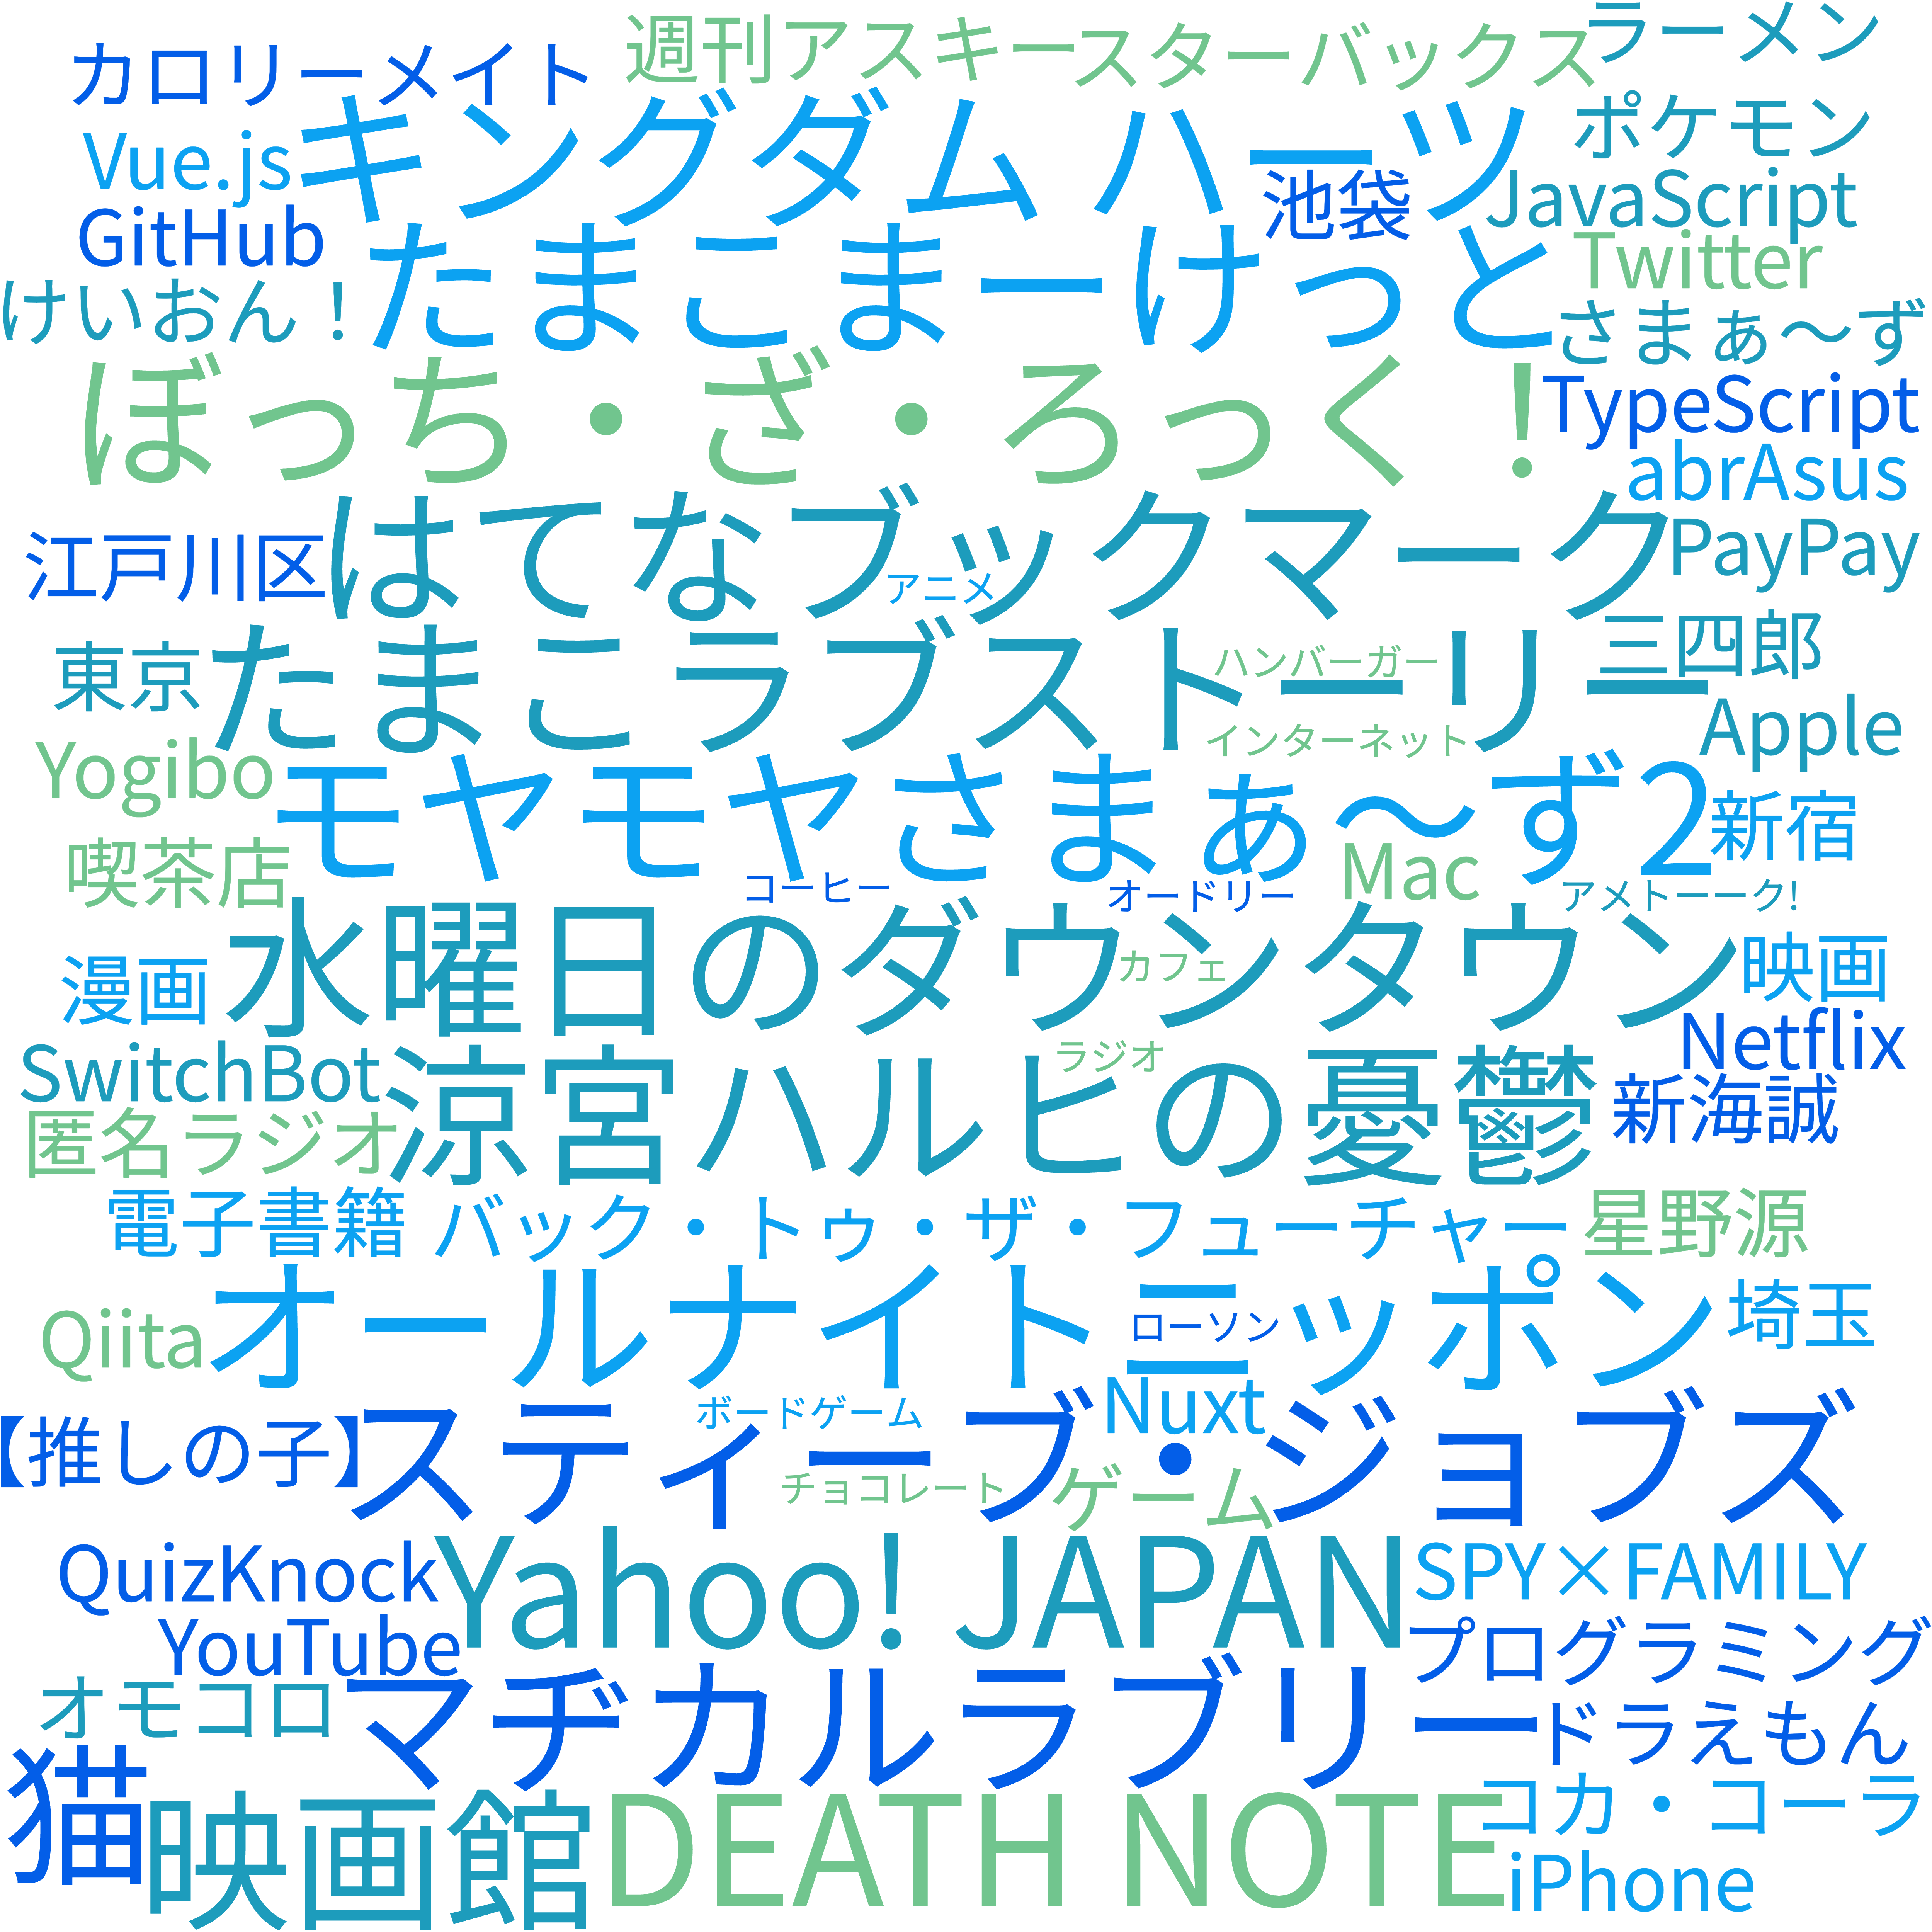 週刊アスキー
スターバックス
ラーメン
カロリーメイト
ポケモン
Vue.js
キングダムハーツ
池袋
JavaScript
GitHub
Twitter
けいおん！
たまこまーけっと
さまぁ〜ず
ぼっち・ざ・ろっく！
TypeScript
abrAsus
江戸川区
はてなブックマーク
PayPay
アニメ
東京
たまこラブストーリー
三四郎
ハンバーガー
Apple
インターネット
Yogibo
モヤモヤさまぁ〜ず2
新宿
喫茶店
Mac
コーヒー
オードリー
アメトーーク!
漫画
水曜日のダウンタウン
映画
カフェ
Netflix
SwitchBot
ラジオ
涼宮ハルヒの憂鬱
新海誠
匿名ラジオ
電子書籍
バック・トゥ・ザ・フューチャー
星野源
Qiita
オールナイトニッポン
ローソン
埼玉
Nuxt
ボードゲーム
【推しの子】
スティーブ・ジョブズ
チョコレート
ゲーム
QuizKnock
Yahoo! JAPAN
SPY×FAMILY
YouTube
プログラミング
オモコロ
マヂカルラブリー
ドラえもん
猫
映画館
DEATH NOTE
コカ・コーラ
iPhone